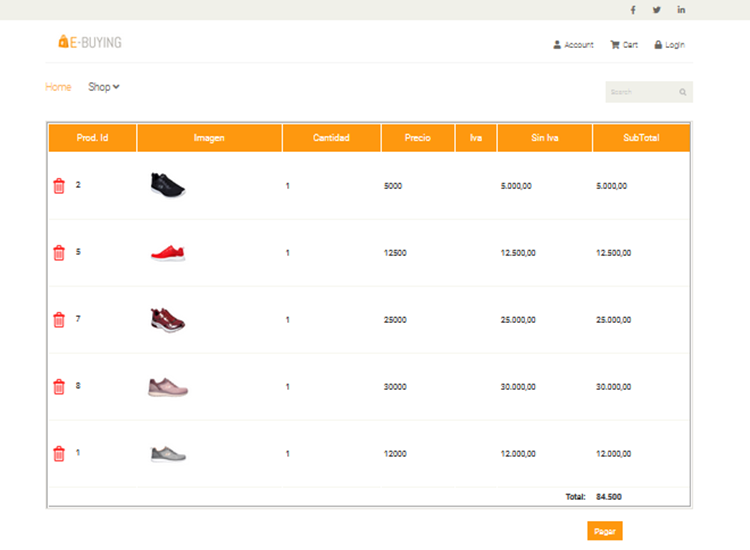 E-BUYING
Account Cart Login
Home Shop
Search
Prod. Id Imagen Cantidad Precio Iva Sin Iva SubTotal
2 1 5000 5.000,00 5.000,00
5 1 12500 12.500,00 12.500,00
7 1 25000 25.000,00 25.000,00
8 1 30000 30.000,00 30.000,00
1 1 12000 12.000,00 12.000,00
Total: 84.500
Pagar